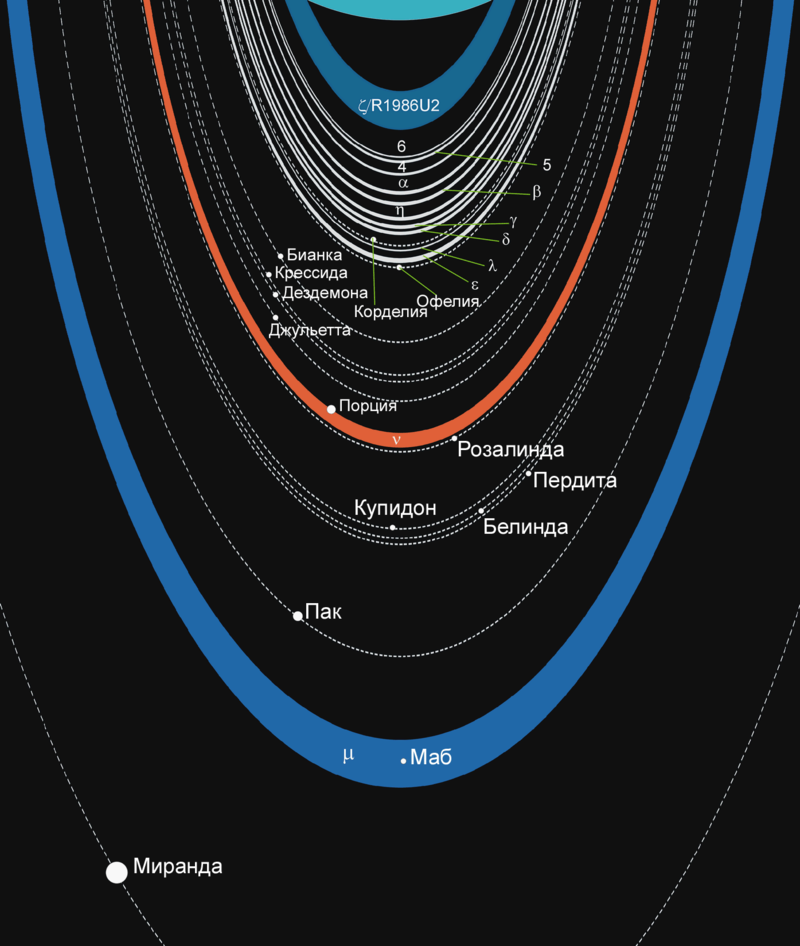 ζ/R1986U2
6
5
4
α
β
η
γ
δ
λ
ε
Бианка
Крессида
Дездемона
Офелия
Корделия
Джульетта
Порция
ν
Розалинда
Пердита
Купидон
Белинда
Пак
μ
Маб
Миранда